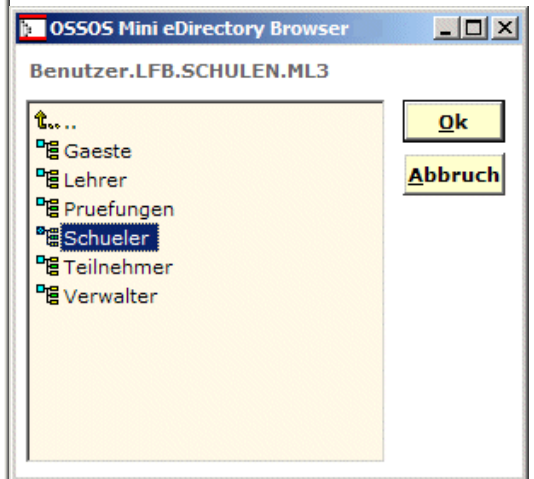 OSSOS Mini eDirectory Browser
Benutzer.LFB.SCHULEN.ML3
..
Ok
Gaeste
Abbruch
Lehrer
Pruefungen
Schueler
Teilnehmer
Verwalter